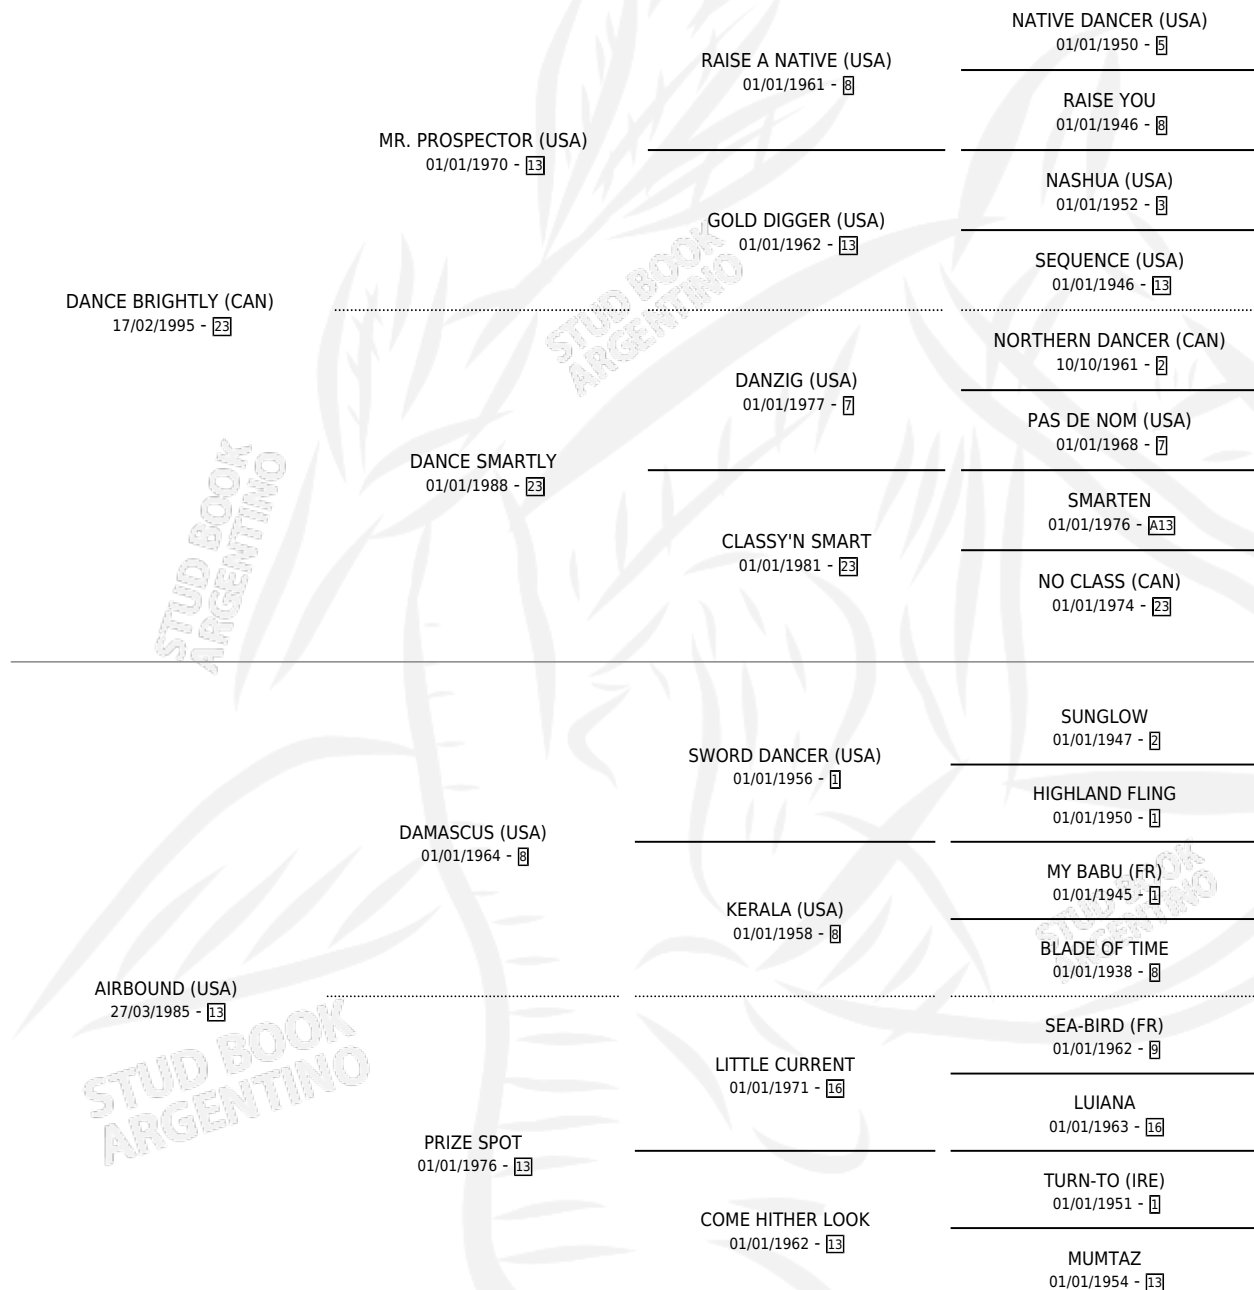 NATIVE DANCER (USA)
01/01/1950 - 5
RAISE A NATIVE (USA)
01/01/1961 - 8
RAISE YOU
01/01/1946 - 8
MR. PROSPECTOR (USA)
01/01/1970 - 13
NASHUA (USA)
01/01/1952 - 3
GOLD DIGGER (USA)
01/01/1962 - 13
SEQUENCE (USA)
01/01/1946 - 13
DANCE BRIGHTLY (CAN)
17/02/1995 - 23
STUD BOOK
ARGENTINO
NORTHERN DANCER (CAN)
10/10/1961 - 2
DANZIG (USA)
01/01/1977 - 7
PAS DE NOM (USA)
01/01/1968 - 7
DANCE SMARTLY
01/01/1988 - 23
SMARTEN
01/01/1976 - A13
CLASSY'N SMART
01/01/1981 - 23
NO CLASS (CAN)
01/01/1974 - 23
STUD BOOK
ARGENTINO
SUNGLOW
01/01/1947 - 2
SWORD DANCER (USA)
01/01/1956 - 1
HIGHLAND FLING
01/01/1950 - 1
DAMASCUS (USA)
01/01/1964 - 8
MY BABU (FR)
01/01/1945 - 1
KERALA (USA)
01/01/1958 - 8
BLADE OF TIME
01/01/1938 - 8
STUD BOOK
ARGENTINO
AIRBOUND (USA)
27/03/1985 - 13
SEA-BIRD (FR)
01/01/1962 - 9
LITTLE CURRENT
01/01/1971 - 16
LUIANA
01/01/1963 - 16
STUD BOOK
ARGENTINO
PRIZE SPOT
01/01/1976 - 13
TURN-TO (IRE)
01/01/1951 - 1
COME HITHER LOOK
01/01/1962 - 13
MUMTAZ
01/01/1954 - 13